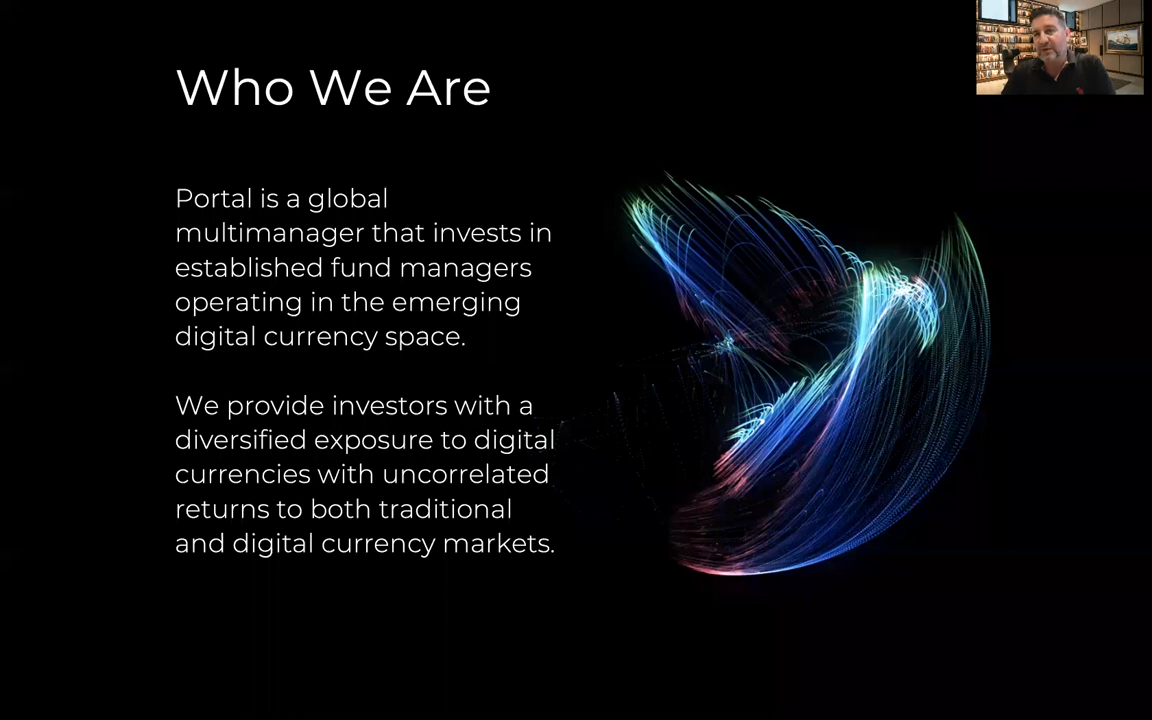 Who We Are
Portal is a global
multimanager that invests in
established fund managers
operating in the emerging
digital currency space.
We provide investors with a
diversified exposure to digital
currencies with uncorrelated
returns to both traditional
and digital currency markets.